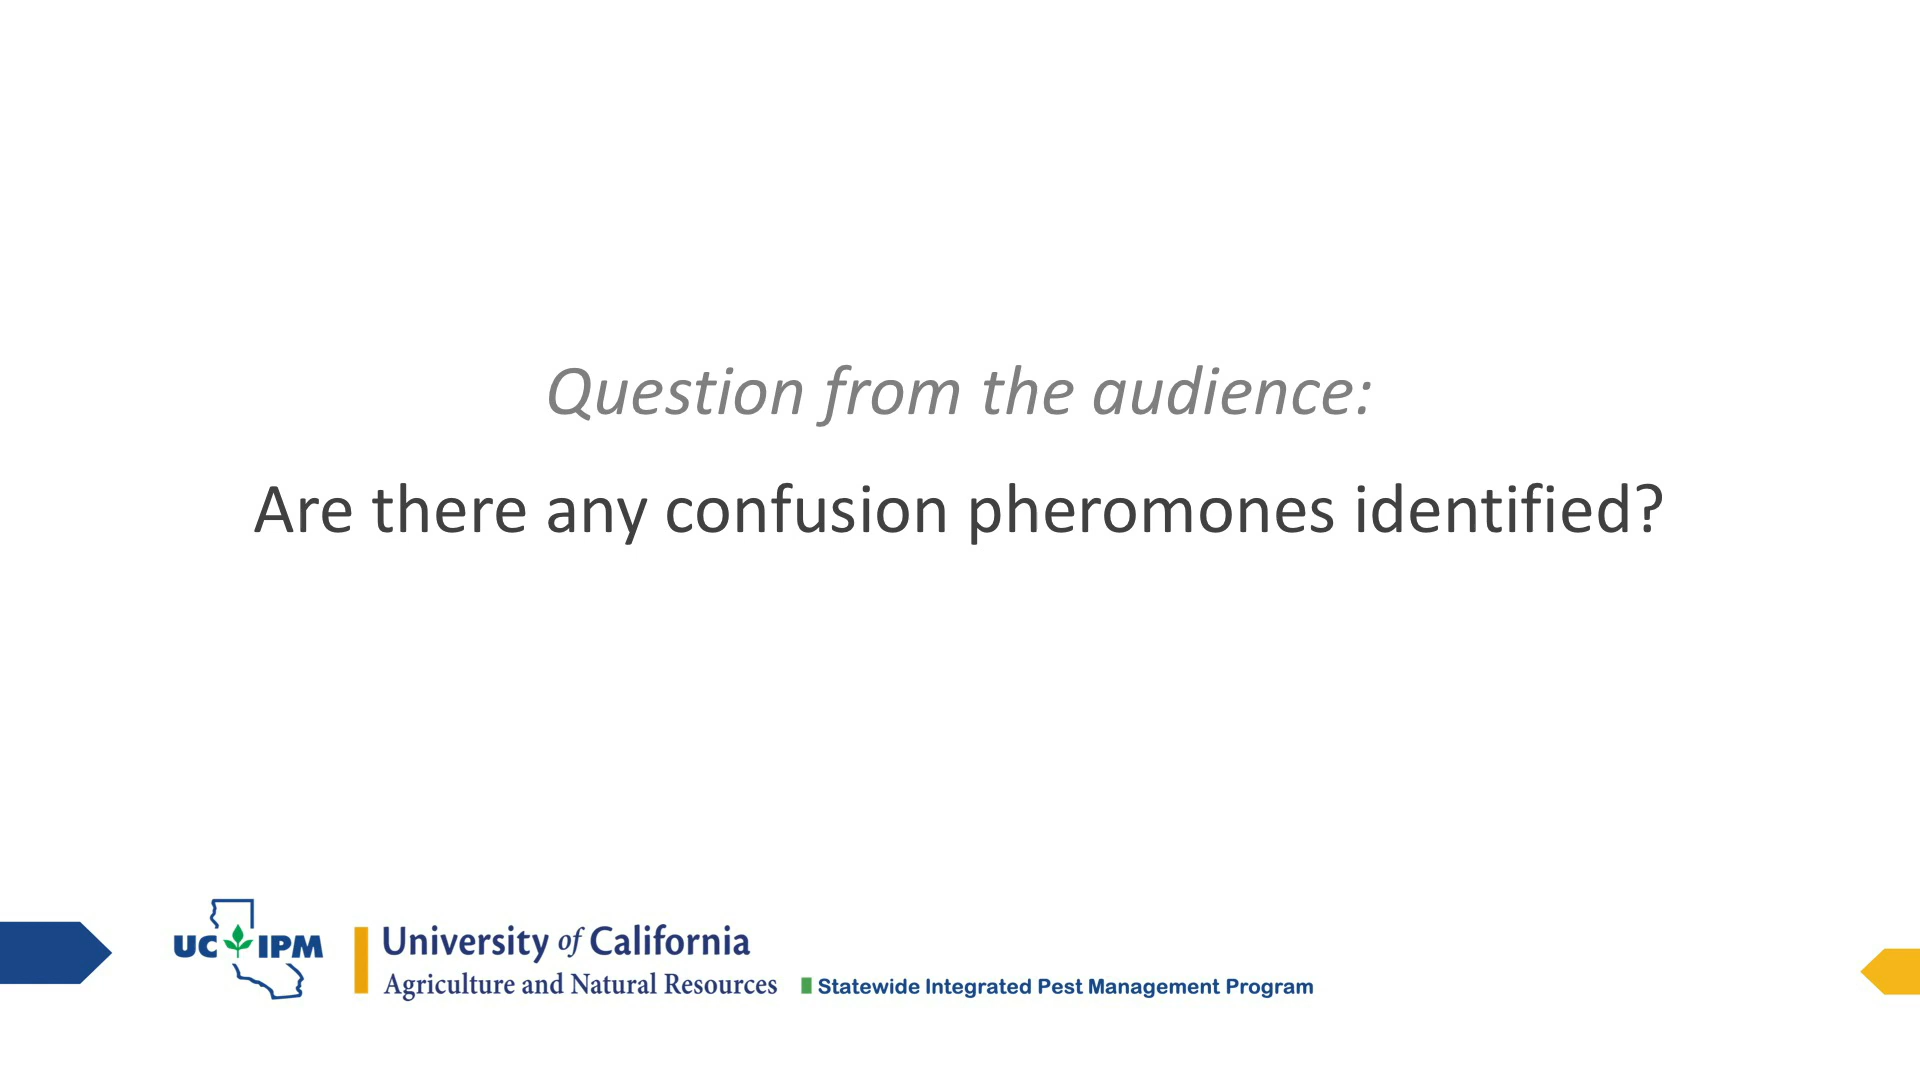 Question from the audience:
Are there any confusion pheromones identified?
UC IPM
University of California
Agriculture and Natural Resources
Statewide Integrated Pest Management Program